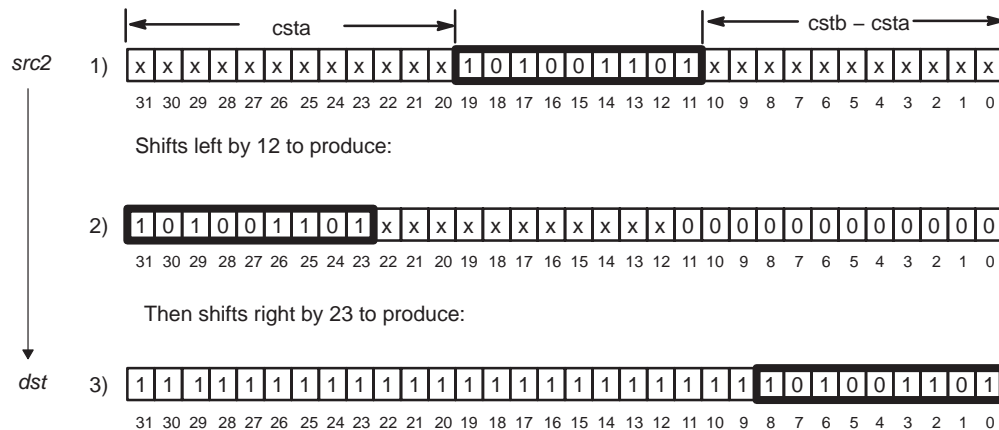 csta
cstb – csta
src2 1) x x x x x x x x x x x x 1 0 1 0 0 1 1 0 1 x x x x x x x x x x x
31 30 29 28 27 26 25 24 23 22 21 20 19 18 17 16 15 14 13 12 11 10 9 8 7 6 5 4 3 2 1 0
Shifts left by 12 to produce:
2) 1 0 1 0 0 1 1 0 1 x x x x x x x x x x x 0 0 0 0 0 0 0 0 0 0 0 0
31 30 29 28 27 26 25 24 23 22 21 20 19 18 17 16 15 14 13 12 11 10 9 8 7 6 5 4 3 2 1 0
Then shifts right by 23 to produce:
dst 3) 1 1 1 1 1 1 1 1 1 1 1 1 1 1 1 1 1 1 1 1 1 1 1 1 0 1 0 0 1 1 0 1
31 30 29 28 27 26 25 24 23 22 21 20 19 18 17 16 15 14 13 12 11 10 9 8 7 6 5 4 3 2 1 0